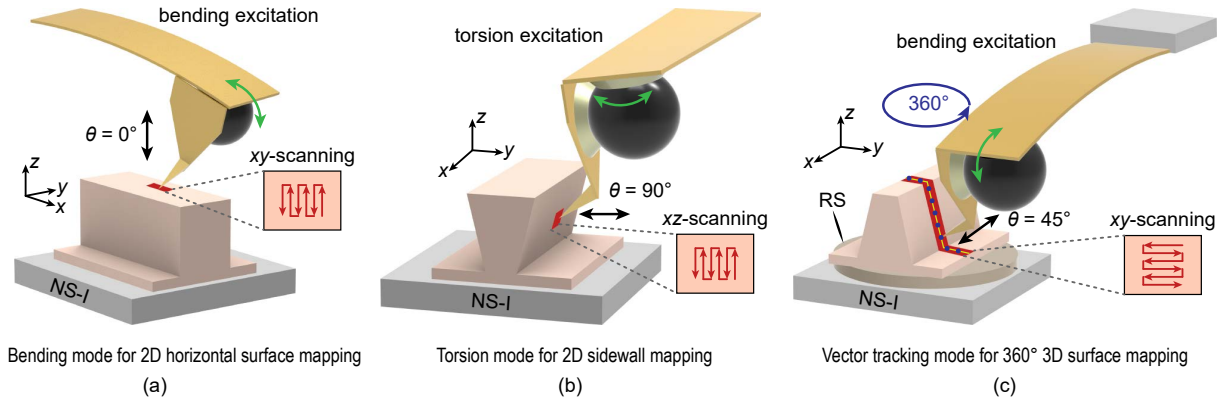 bending excitation
θ = 0°
z
y
x
xy-scanning
NS-I
Bending mode for 2D horizontal surface mapping
(a)
torsion excitation
z
y
x
θ = 90°
xz-scanning
NS-I
Torsion mode for 2D sidewall mapping
(b)
bending excitation
360°
z
y
x
RS
θ = 45°
xy-scanning
NS-I
Vector tracking mode for 360° 3D surface mapping
(c)